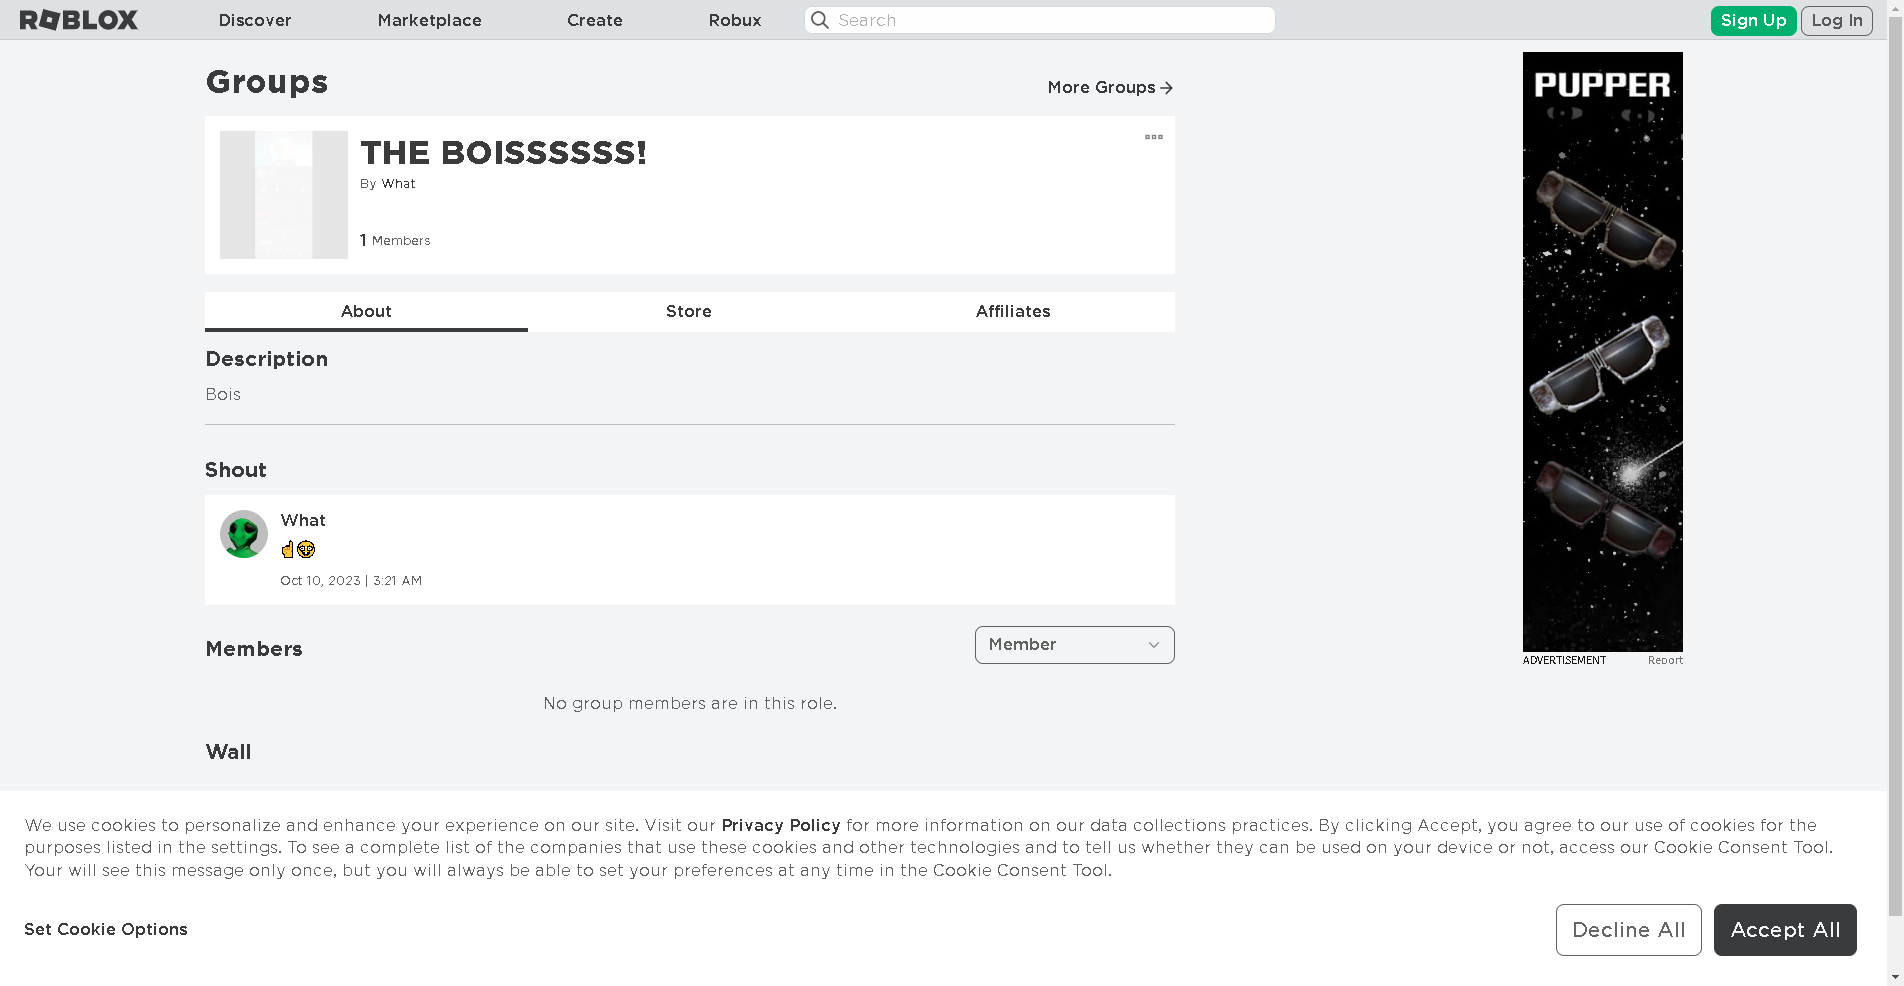 ROBLOX Discover Marketplace Create Robux Search Sign Up Log In
Groups
More Groups
THE BOISSSSSS!
By What
1 Members
About Store Affiliates
Description
Bois
Shout
What
☝️🤓
Oct 10, 2023 | 3:21 AM
Members
Member
No group members are in this role.
Wall
PUPPER
ADVERTISEMENT Report
We use cookies to personalize and enhance your experience on our site. Visit our Privacy Policy for more information on our data collections practices. By clicking Accept, you agree to our use of cookies for the
purposes listed in the settings. To see a complete list of the companies that use these cookies and other technologies and to tell us whether they can be used on your device or not, access our Cookie Consent Tool.
Your will see this message only once, but you will always be able to set your preferences at any time in the Cookie Consent Tool.
Set Cookie Options
Decline All
Accept All